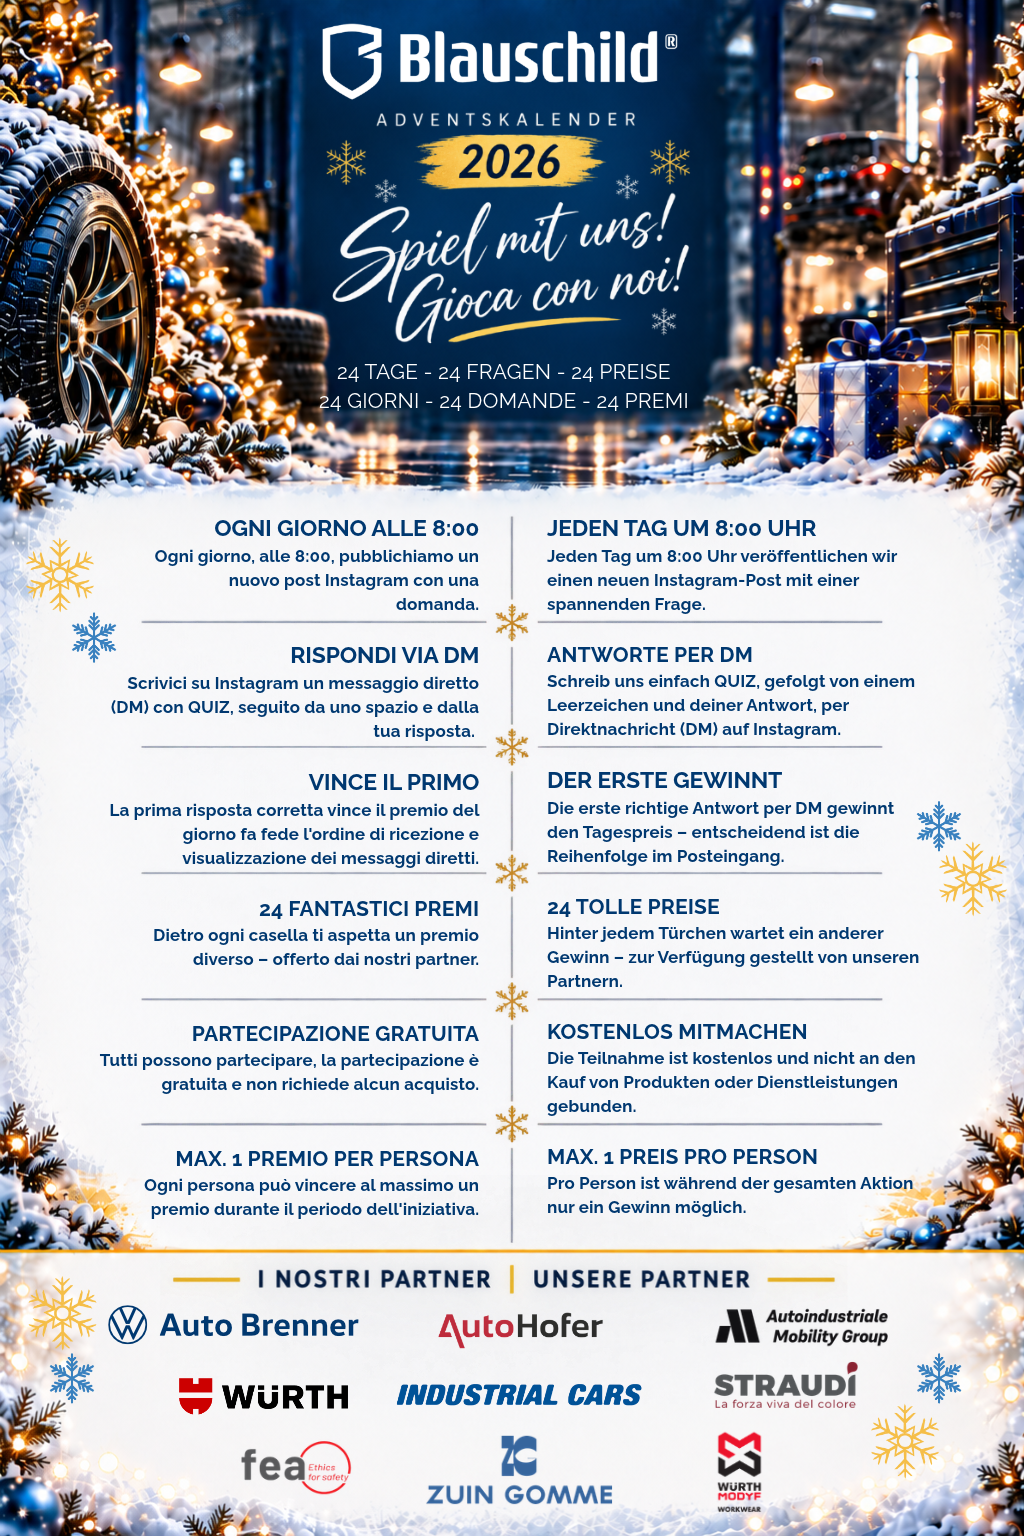 Blauschild®
ADVENTSKALENDER
2026
Spiel mit uns!
Gioca con noi!
24 TAGE - 24 FRAGEN - 24 PREISE
24 GIORNI - 24 DOMANDE - 24 PREMI
OGNI GIORNO ALLE 8:00
Ogni giorno, alle 8:00, pubblichiamo un
nuovo post Instagram con una
domanda.
JEDEN TAG UM 8:00 UHR
Jeden Tag um 8:00 Uhr veröffentlichen wir
einen neuen Instagram-Post mit einer
spannenden Frage.
RISPONDI VIA DM
Scrivici su Instagram un messaggio diretto
(DM) con QUIZ, seguito da uno spazio e dalla
tua risposta.
ANTWORTE PER DM
Schreib uns einfach QUIZ, gefolgt von einem
Leerzeichen und deiner Antwort, per
Direktnachricht (DM) auf Instagram.
VINCE IL PRIMO
La prima risposta corretta vince il premio del
giorno fa fede l'ordine di ricezione e
visualizzazione dei messaggi diretti.
DER ERSTE GEWINNT
Die erste richtige Antwort per DM gewinnt
den Tagespreis – entscheidend ist die
Reihenfolge im Posteingang.
24 FANTASTICI PREMI
Dietro ogni casella ti aspetta un premio
diverso – offerto dai nostri partner.
24 TOLLE PREISE
Hinter jedem Türchen wartet ein anderer
Gewinn – zur Verfügung gestellt von unseren
Partnern.
PARTECIPAZIONE GRATUITA
Tutti possono partecipare, la partecipazione è
gratuita e non richiede alcun acquisto.
KOSTENLOS MITMACHEN
Die Teilnahme ist kostenlos und nicht an den
Kauf von Produkten oder Dienstleistungen
gebunden.
MAX. 1 PREMIO PER PERSONA
Ogni persona può vincere al massimo un
premio durante il periodo dell'iniziativa.
MAX. 1 PREIS PRO PERSON
Pro Person ist während der gesamten Aktion
nur ein Gewinn möglich.
I NOSTRI PARTNER | UNSERE PARTNER
Auto Brenner
AutoHofer
Autoindustriale
Mobility Group
WÜRTH
INDUSTRIAL CARS
STRAUDI
La forza viva del colore
fea
Ethics
for safety
ZUIN GOMME
WÜRTH
MODYF
WORKWEAR